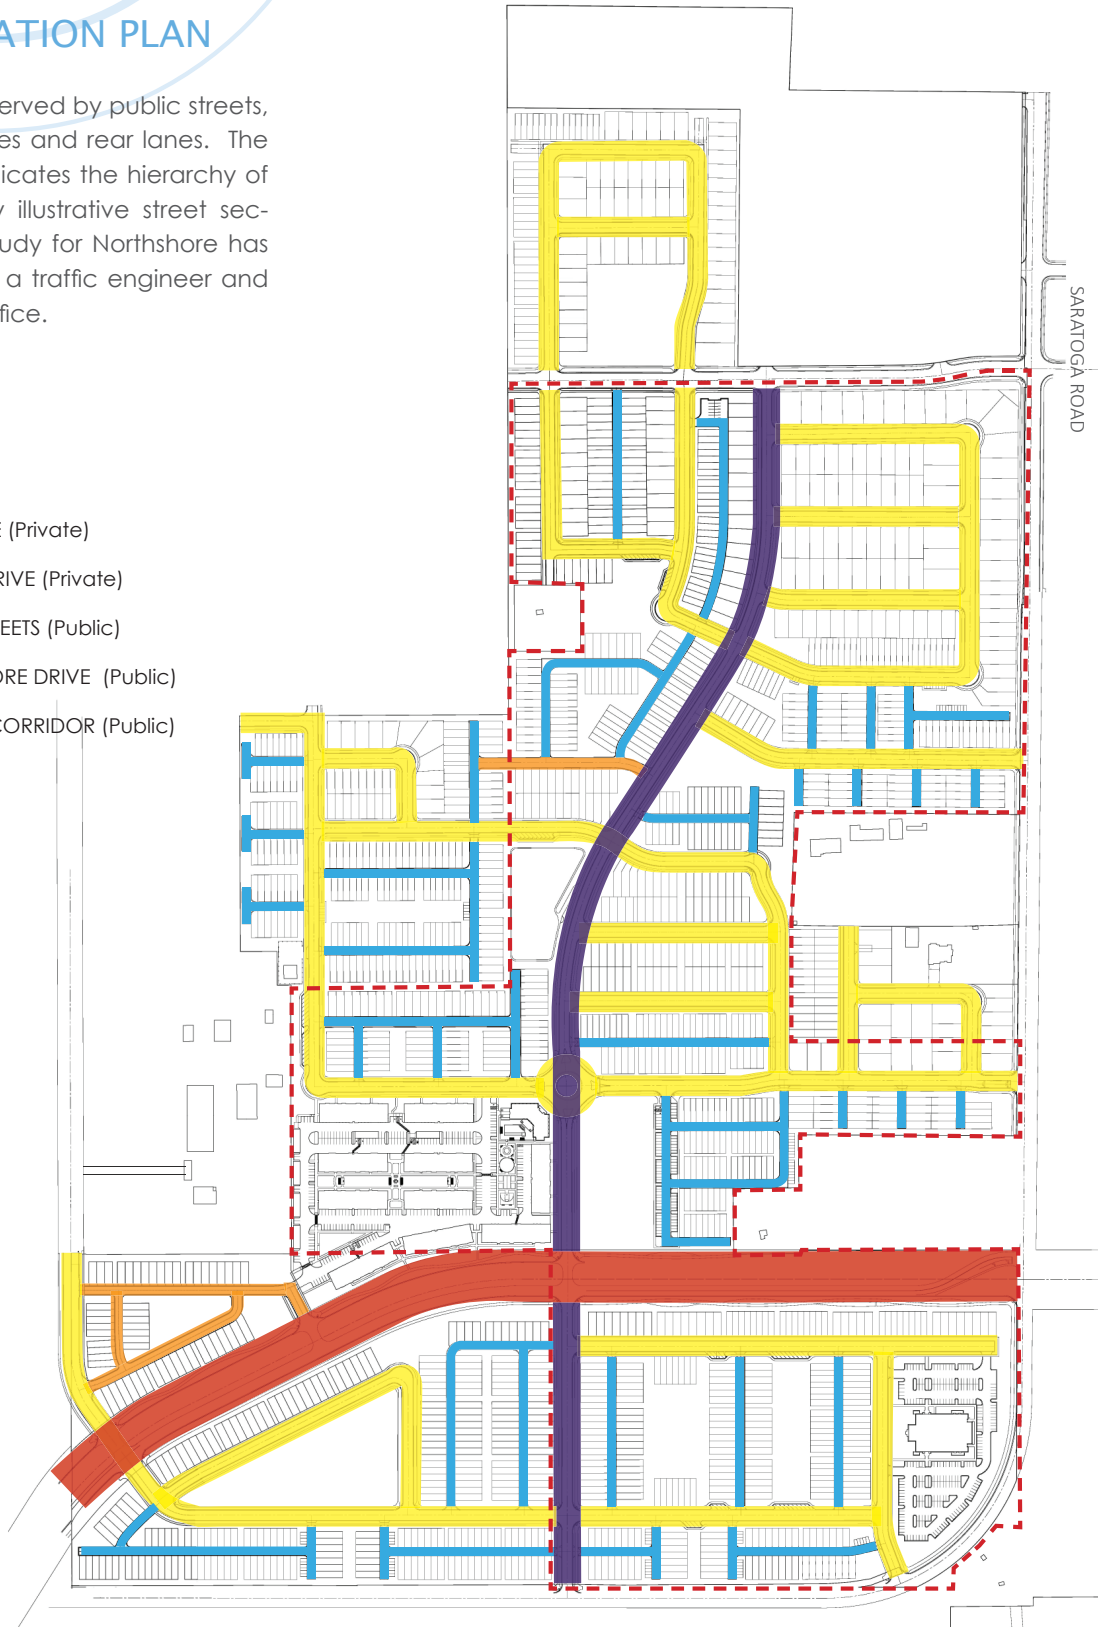 ATION PLAN
erved by public streets,
es and rear lanes. The
dicates the hierarchy of
y illustrative street sec-
udy for Northshore has
a traffic engineer and
fice.
SARATOGA ROAD
E (Private)
RIVE (Private)
EETS (Public)
ORE DRIVE (Public)
CORRIDOR (Public)